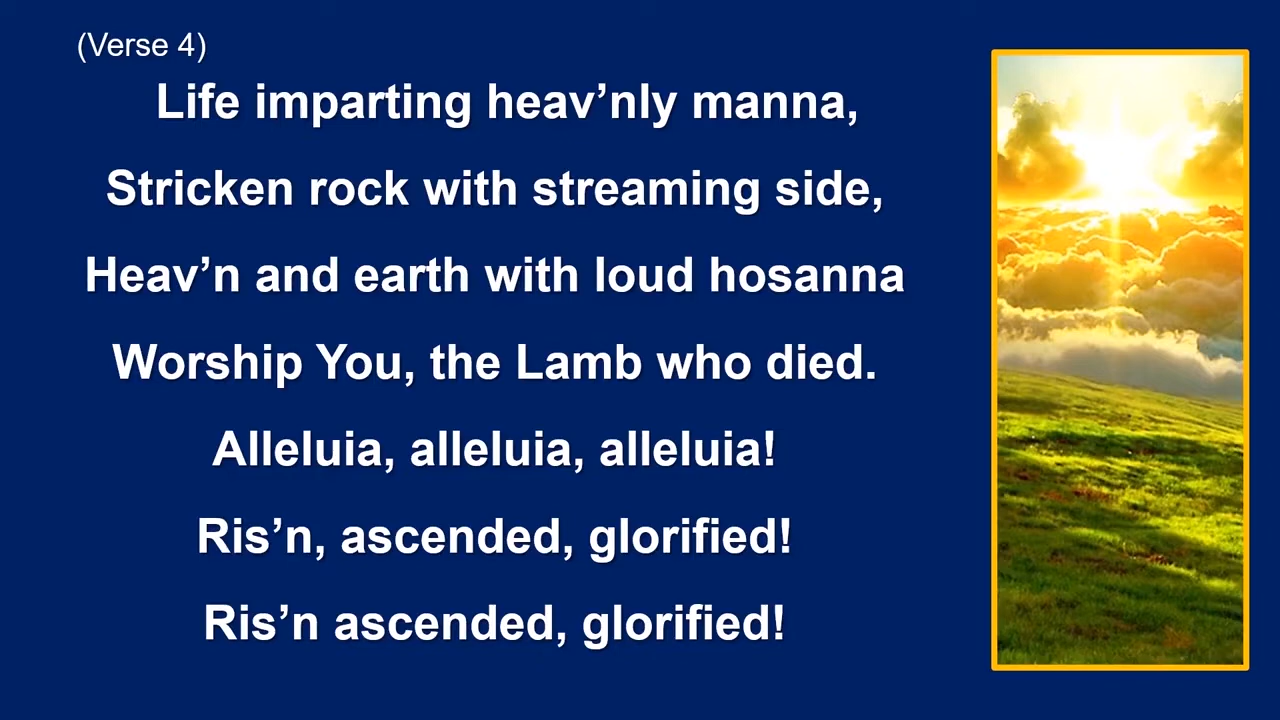 (Verse 4)
Life imparting heav’nly manna,
Stricken rock with streaming side,
Heav’n and earth with loud hosanna
Worship You, the Lamb who died.
Alleluia, alleluia, alleluia!
Ris’n, ascended, glorified!
Ris’n ascended, glorified!